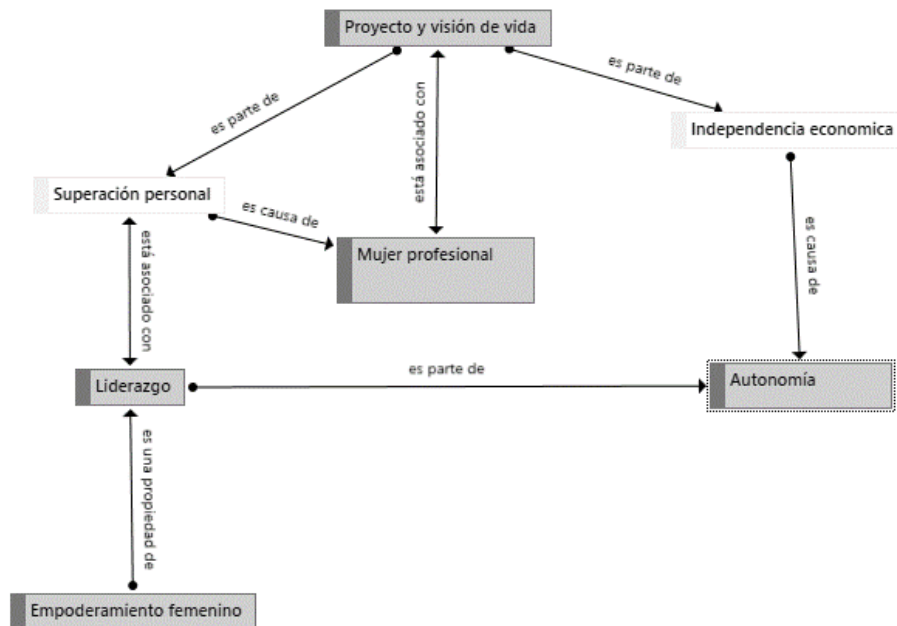 Proyecto y visión de vida
es parte de
es parte de
está asociado con
Independencia economica
Superación personal
es causa de
Mujer profesional
está asociado con
es causa de
es parte de
Liderazgo
Autonomía
es una propiedad de
Empoderamiento femenino